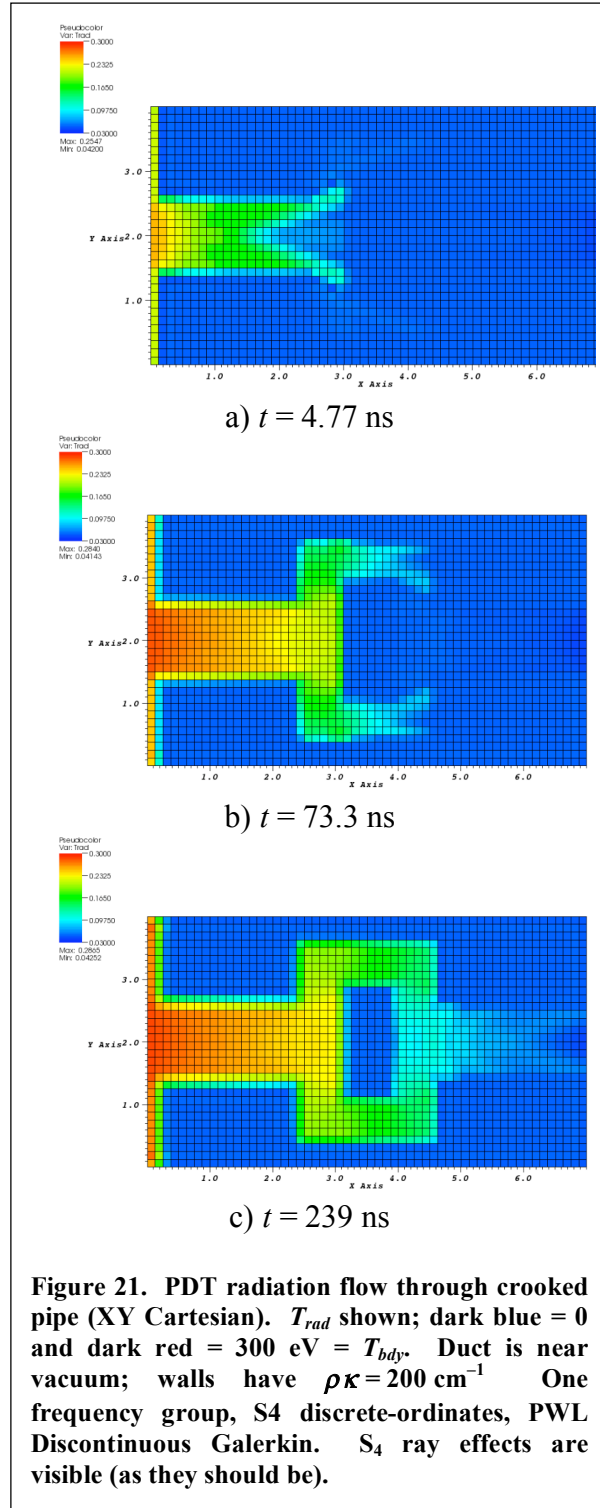 Pseudocolor
Var: Trad
0.3000
0.2325
0.1650
0.09750
0.03000
Max: 0.2547
Min: 0.04200
3.0
Y Axis 2.0
1.0
1.0 2.0 3.0 4.0 5.0 6.0
X Axis
a) t = 4.77 ns
Pseudocolor
Var: Trad
0.3000
0.2325
0.1650
0.09750
0.03000
Max: 0.2840
Min: 0.04143
3.0
Y Axis 2.0
1.0
1.0 2.0 3.0 4.0 5.0 6.0
X Axis
b) t = 73.3 ns
Pseudocolor
Var: Trad
0.3000
0.2325
0.1650
0.09750
0.03000
Max: 0.2865
Min: 0.04252
3.0
Y Axis 2.0
1.0
1.0 2.0 3.0 4.0 5.0 6.0
X Axis
c) t = 239 ns
Figure 21. PDT radiation flow through crooked
pipe (XY Cartesian). Trad shown; dark blue = 0
and dark red = 300 eV = Tbdy. Duct is near
vacuum; walls have ρκ = 200 cm⁻¹ One
frequency group, S4 discrete-ordinates, PWL
Discontinuous Galerkin. S₄ ray effects are
visible (as they should be).